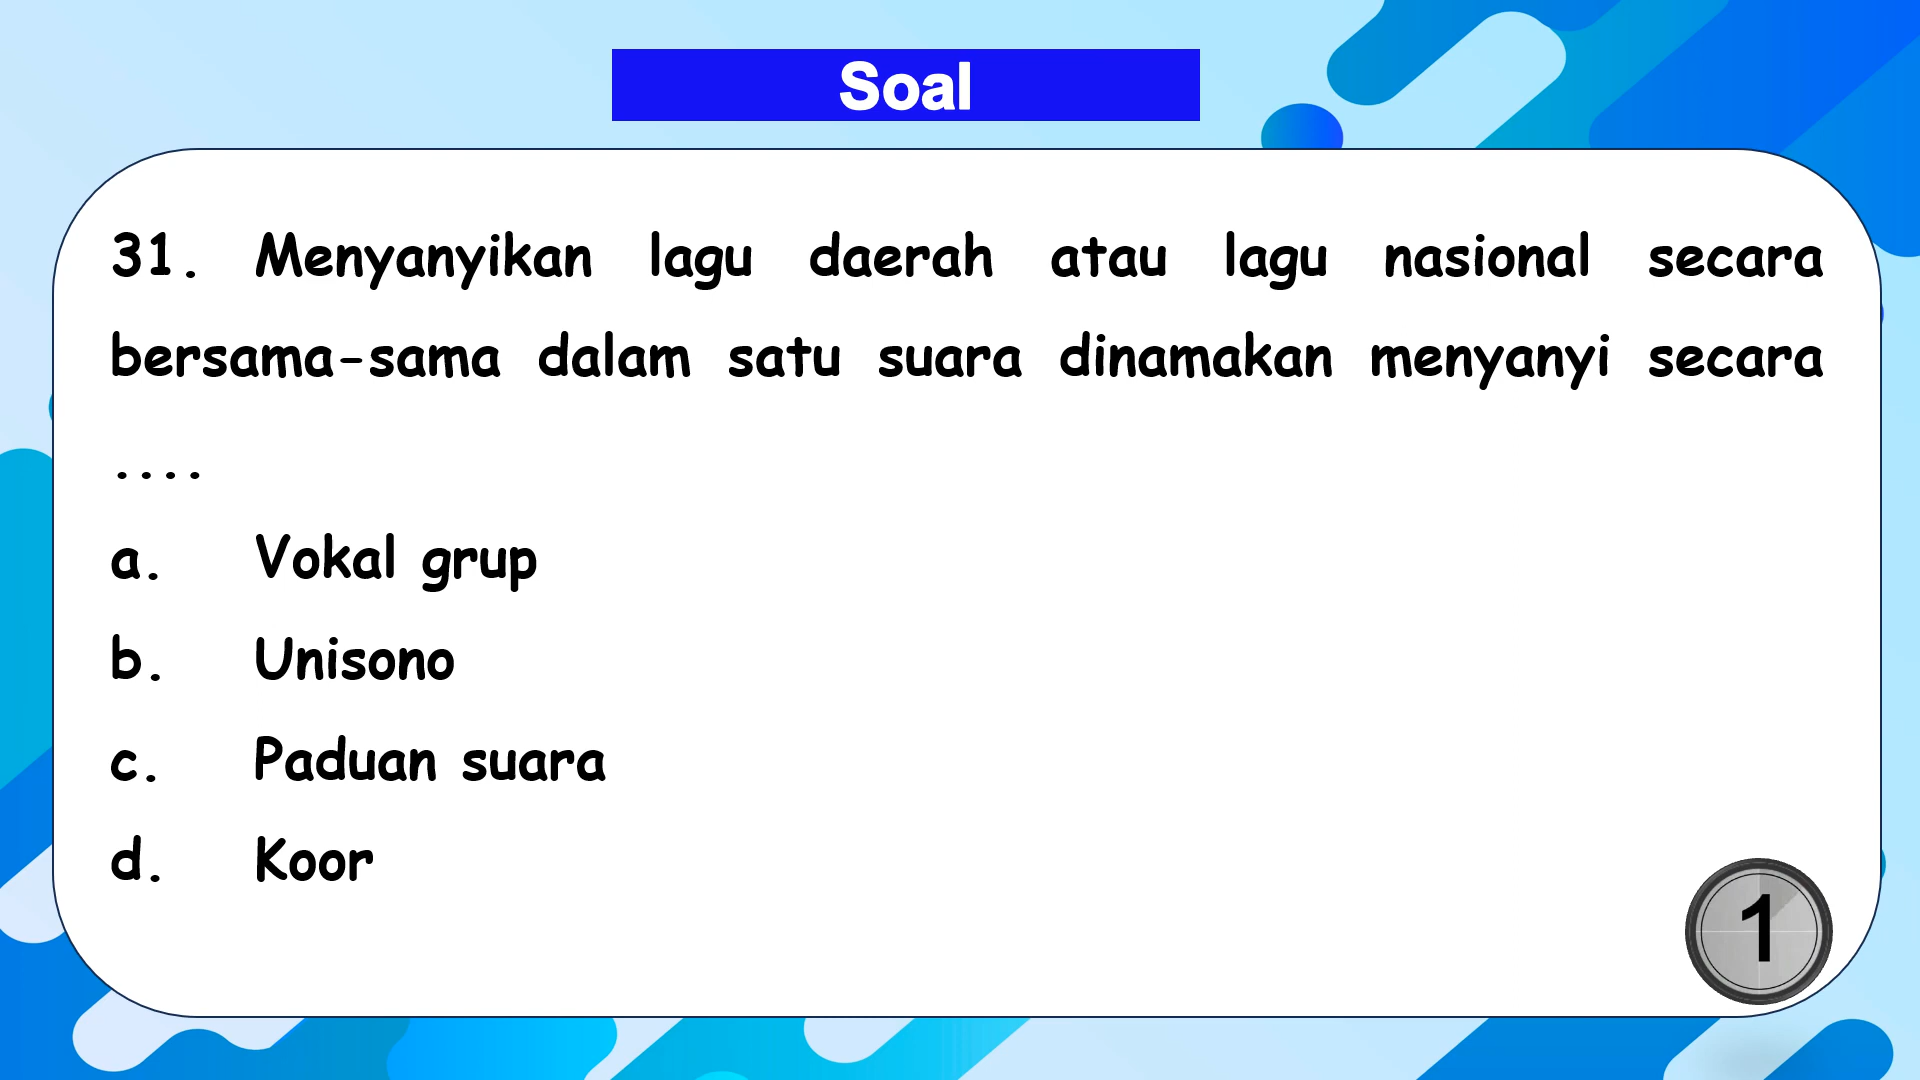 Soal
31. Menyanyikan lagu daerah atau lagu nasional secara
bersama-sama dalam satu suara dinamakan menyanyi secara
....
a. Vokal grup
b. Unisono
c. Paduan suara
d. Koor
1